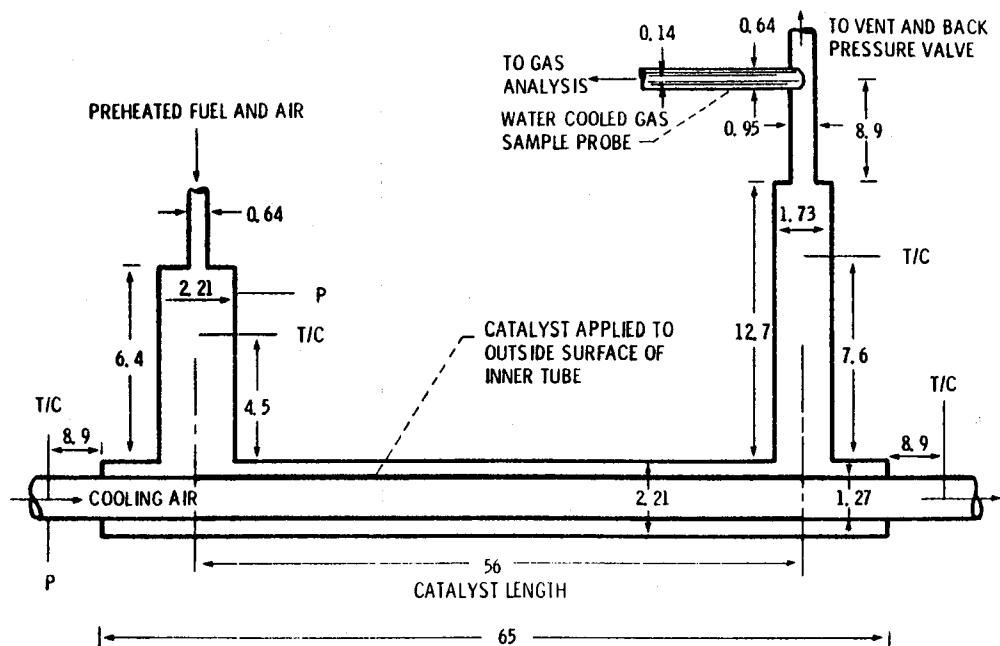 0.14
0.64
TO VENT AND BACK
PRESSURE VALVE
TO GAS
ANALYSIS
WATER COOLED GAS
SAMPLE PROBE
0.95
8.9
PREHEATED FUEL AND AIR
0.64
2.21
P
T/C
6.4
4.5
CATALYST APPLIED TO
OUTSIDE SURFACE OF
INNER TUBE
1.73
T/C
12.7
7.6
T/C
8.9
T/C
8.9
COOLING AIR
2.21
1.27
P
56
CATALYST LENGTH
65